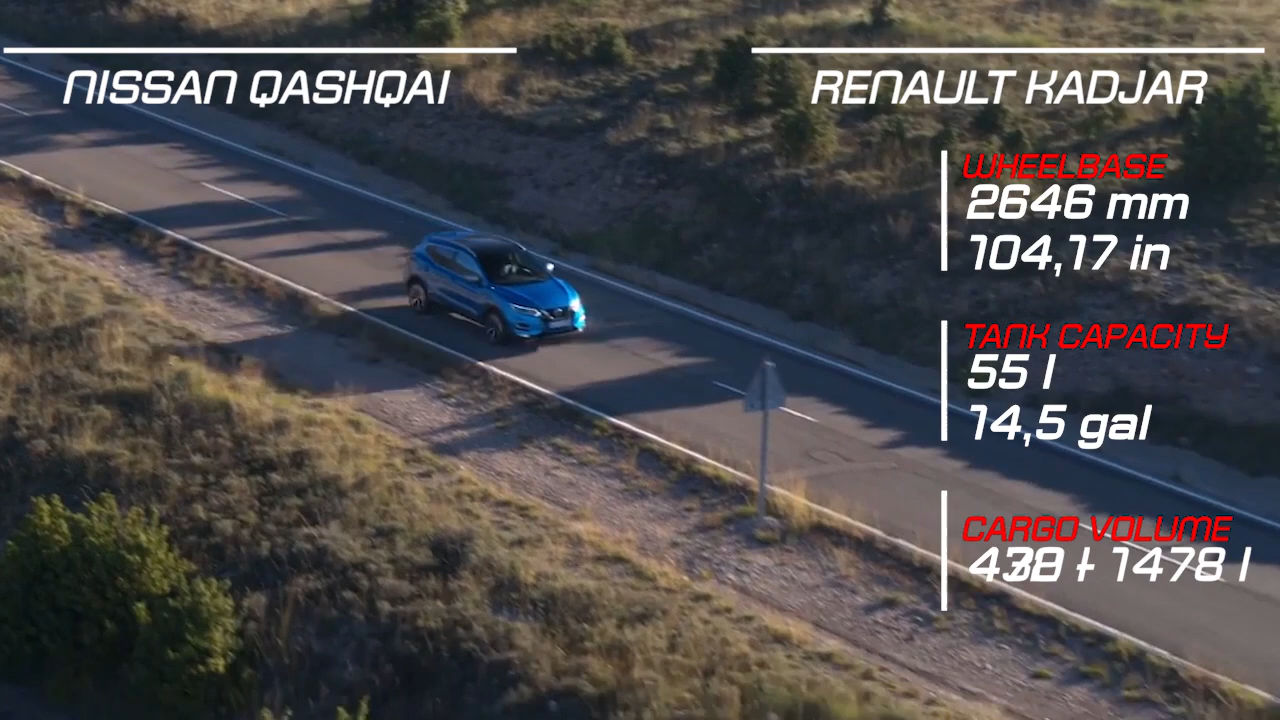 NISSAN QASHQAI
RENAULT KADJAR
WHEELBASE
2646 mm
104,17 in
TANK CAPACITY
55 l
14,5 gal
CARGO VOLUME
1478 l